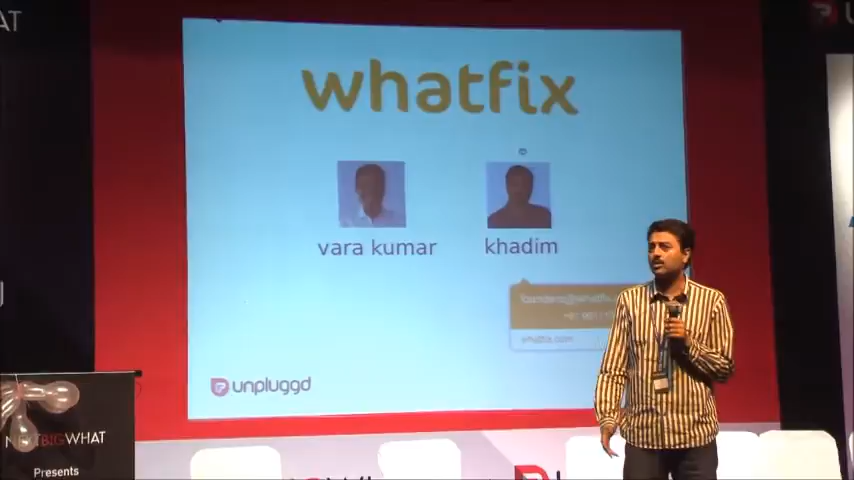 whatfix
vara kumar
khadim
whatfix.com
unpluggd
NEXTBIGWHAT
Presents